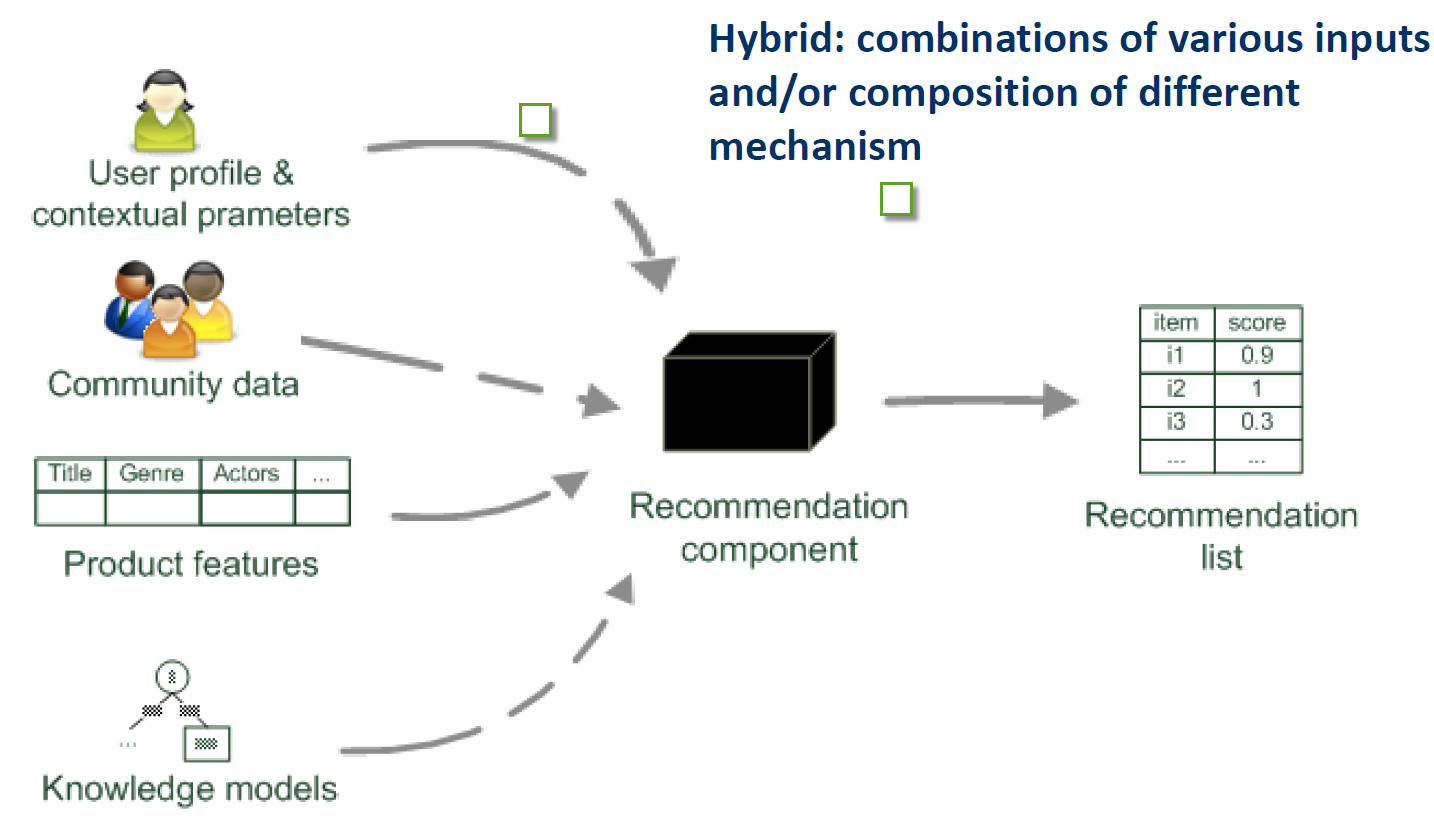 Hybrid: combinations of various inputs
and/or composition of different
mechanism
User profile &
contextual prameters
Community data
Title Genre Actors ...
Product features
...
Knowledge models
Recommendation
component
item score
i1 0.9
i2 1
i3 0.3
... ...
Recommendation
list